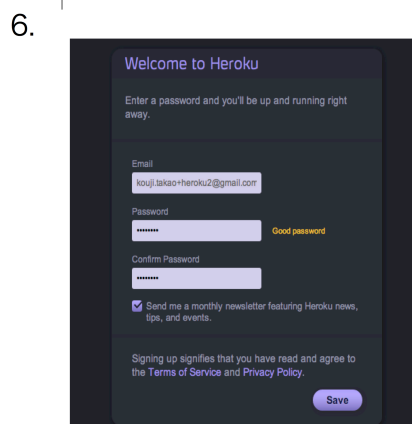 6.
Welcome to Heroku
Enter a password and you'll be up and running right
away.
Email
kouji.takao+heroku2@gmail.com
Password
••••••••
Good password
Confirm Password
••••••••
Send me a monthly newsletter featuring Heroku news,
tips, and events.
Signing up signifies that you have read and agree to
the Terms of Service and Privacy Policy.
Save